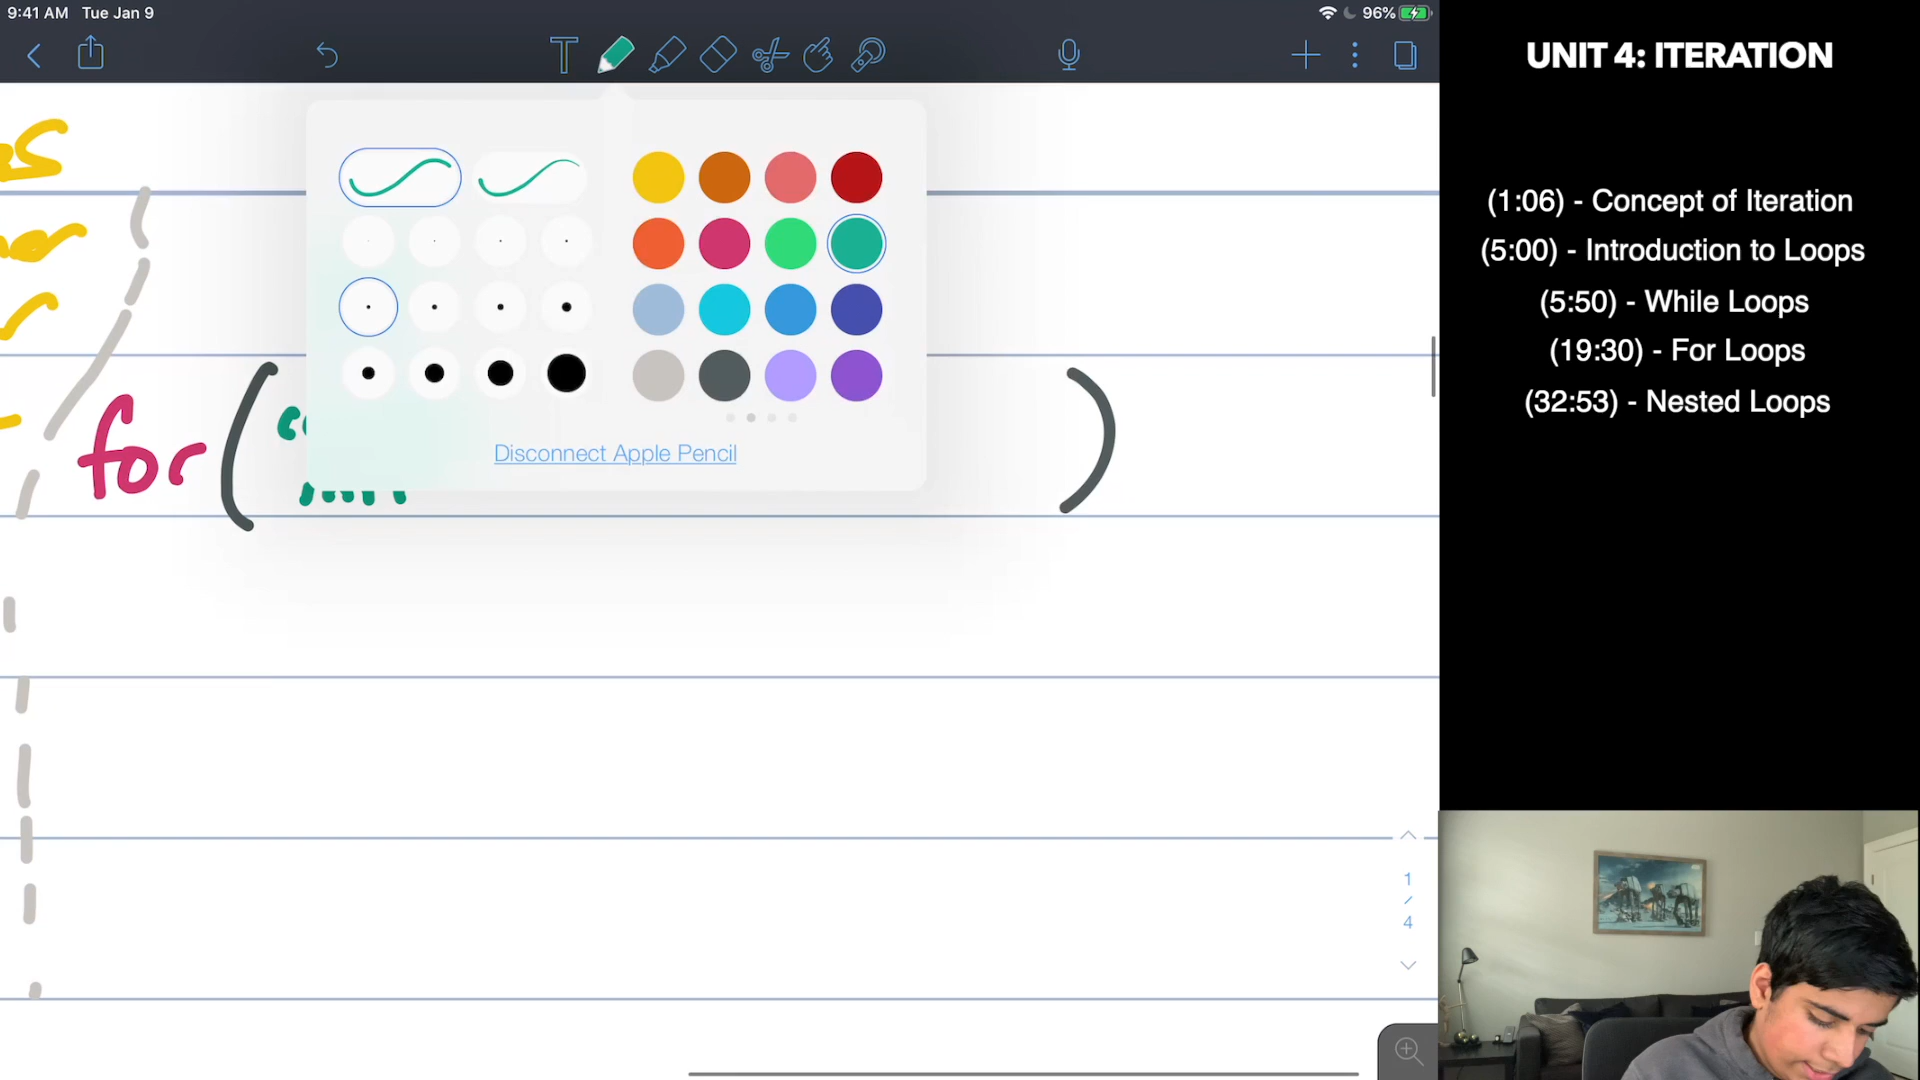 9:41 AM Tue Jan 9
96%
T
for (
)
Disconnect Apple Pencil
1
/
4
UNIT 4: ITERATION
(1:06) - Concept of Iteration
(5:00) - Introduction to Loops
(5:50) - While Loops
(19:30) - For Loops
(32:53) - Nested Loops